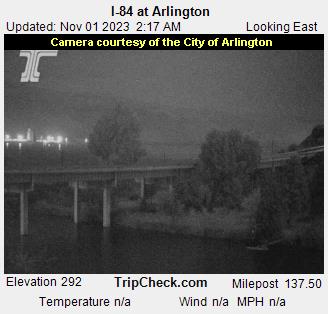 I-84 at Arlington
Updated: Nov 01 2023 2:17 AM Looking East
Camera courtesy of the City of Arlington
Elevation 292 TripCheck.com Milepost 137.50
Temperature n/a Wind n/a MPH n/a